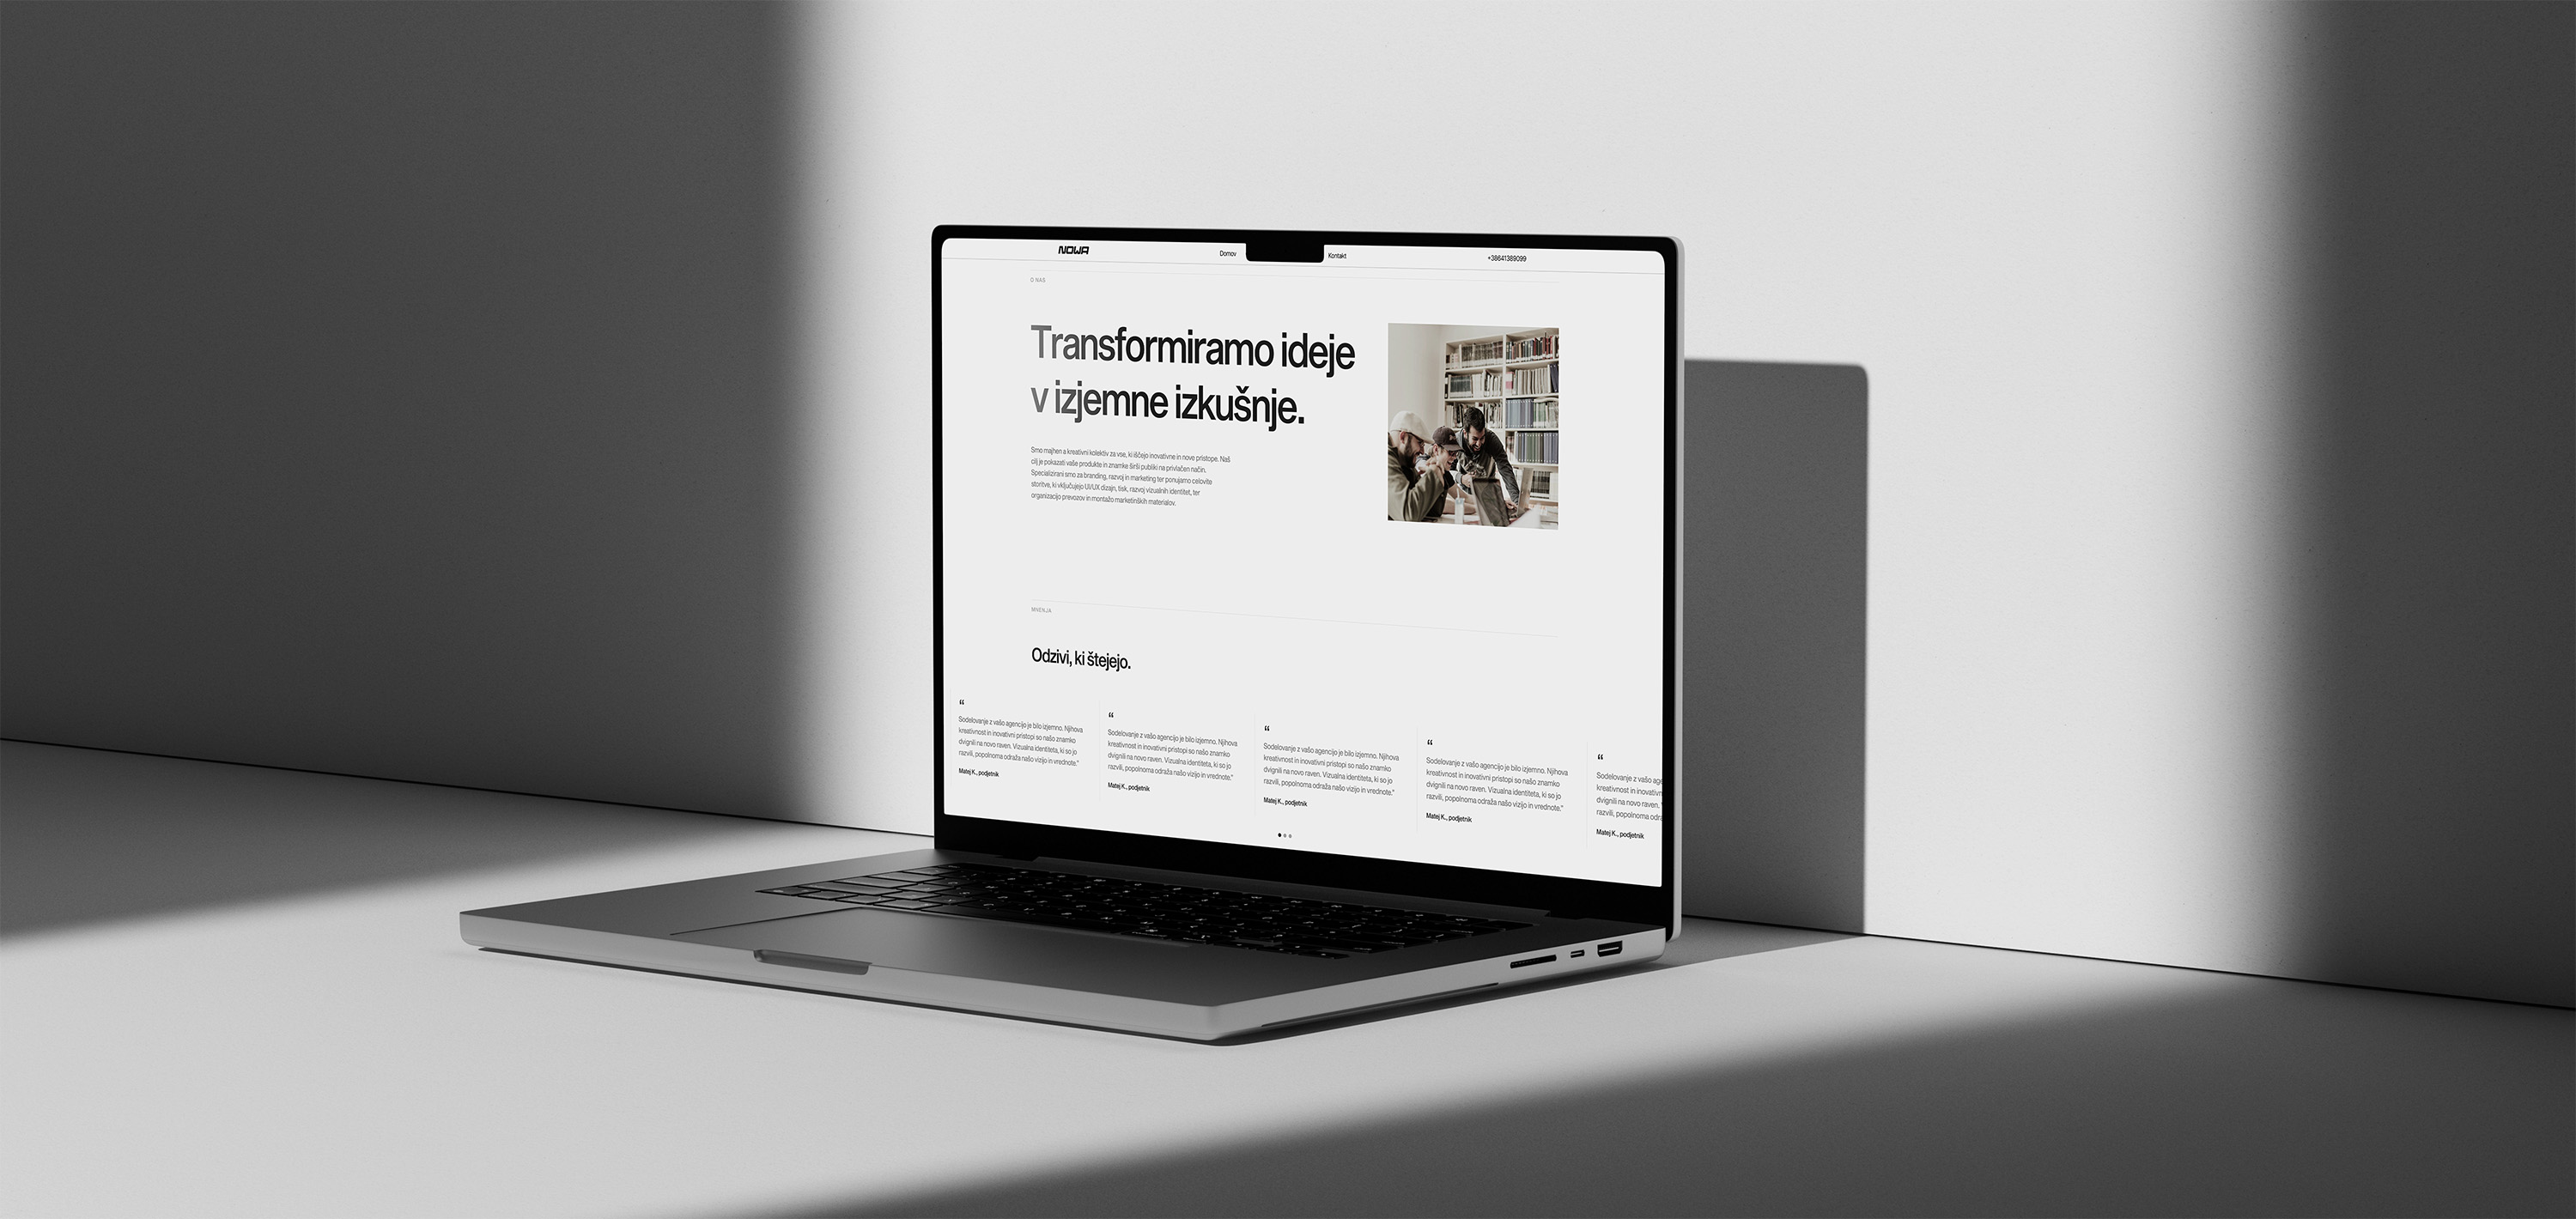 NOWA
Domov
Kontakt
+38641389099
O NAS
Transformiramo ideje
v izjemne izkušnje.
Smo majhen a kreativni kolektiv za vse, ki iščejo inovativne in nove pristope. Naš
cilj je pokazati vaše produkte in znamke širši publiki na privlačen način.
Specializirani smo za branding, razvoj in marketing ter ponujamo celovite
storitve, ki vključujejo UI/UX dizajn, tisk, razvoj vizualnih identitet, ter
organizacijo prevozov in montažo marketinških materialov.
MNENJA
Odzivi, ki štejejo.
“
Sodelovanje z vašo agencijo je bilo izjemno. Njihova
kreativnost in inovativni pristopi so našo znamko
dvignili na novo raven. Vizualna identiteta, ki so jo
razvili, popolnoma odraža našo vizijo in vrednote."
Matej K., podjetnik
“
Sodelovanje z vašo agencijo je bilo izjemno. Njihova
kreativnost in inovativni pristopi so našo znamko
dvignili na novo raven. Vizualna identiteta, ki so jo
razvili, popolnoma odraža našo vizijo in vrednote."
Matej K., podjetnik
“
Sodelovanje z vašo agencijo je bilo izjemno. Njihova
kreativnost in inovativni pristopi so našo znamko
dvignili na novo raven. Vizualna identiteta, ki so jo
razvili, popolnoma odraža našo vizijo in vrednote."
Matej K., podjetnik
“
Sodelovanje z vašo agencijo je bilo izjemno. Njihova
kreativnost in inovativni pristopi so našo znamko
dvignili na novo raven. Vizualna identiteta, ki so jo
razvili, popolnoma odraža našo vizijo in vrednote."
Matej K., podjetnik
“
Sodelovanje z vašo age
kreativnost in inovativn
dvignili na novo raven.
razvili, popolnoma odra
Matej K., podjetnik